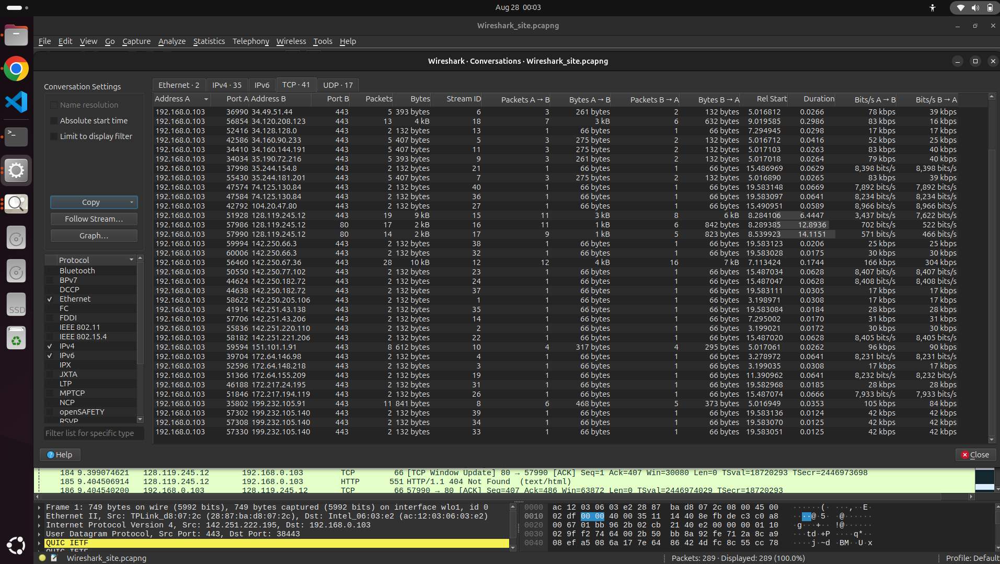 Aug 28 00:03
Wireshark_site.pcapng
File Edit View Go Capture Analyze Statistics Telephony Wireless Tools Help
Wireshark · Conversations · Wireshark_site.pcapng
Conversation Settings
Name resolution
Absolute start time
Limit to display filter
Copy
Follow Stream…
Graph…
Protocol
Bluetooth
BPv7
DCCP
Ethernet
FC
FDDI
IEEE 802.11
IEEE 802.15.4
IPv4
IPv6
IPX
JXTA
LTP
MPTCP
NCP
openSAFETY
RSVP
Filter list for specific type
Ethernet · 2 IPv4 · 35 IPv6 TCP · 41 UDP · 17
Address A Port A Address B Port B Packets Bytes Stream ID Packets A → B Bytes A → B Packets B → A Bytes B → A Rel Start Duration Bits/s A → B Bits/s B → A
192.168.0.103 36990 34.49.51.44 443 5 393 bytes 6 3 261 bytes 2 132 bytes 5.016812 0.0266 78 kbps 39 kbps
192.168.0.103 56854 34.120.208.123 443 13 4 kB 18 7 3 kB 6 632 bytes 9.019585 0.2986 83 kbps 16 kbps
192.168.0.103 52416 34.128.128.0 443 2 132 bytes 13 1 66 bytes 1 66 bytes 7.294945 0.0298 17 kbps 17 kbps
192.168.0.103 42586 34.160.90.233 443 5 407 bytes 5 3 275 bytes 2 132 bytes 5.016712 0.0416 52 kbps 25 kbps
192.168.0.103 34410 34.160.144.191 443 5 407 bytes 11 3 275 bytes 2 132 bytes 5.017103 0.0263 83 kbps 40 kbps
192.168.0.103 34034 35.190.72.216 443 5 393 bytes 9 3 261 bytes 2 132 bytes 5.017018 0.0264 79 kbps 40 kbps
192.168.0.103 37998 35.244.154.8 443 2 132 bytes 21 1 66 bytes 1 66 bytes 15.486969 0.0629 8,398 bits/s 8,398 bits/s
192.168.0.103 55430 35.244.181.201 443 5 407 bytes 7 3 275 bytes 2 132 bytes 5.016890 0.0265 83 kbps 39 kbps
192.168.0.103 47574 74.125.130.84 443 2 132 bytes 40 1 66 bytes 1 66 bytes 19.583148 0.0669 7,892 bits/s 7,892 bits/s
192.168.0.103 47584 74.125.130.84 443 2 132 bytes 36 1 66 bytes 1 66 bytes 19.583097 0.0641 8,234 bits/s 8,234 bits/s
192.168.0.103 42792 104.20.47.80 443 2 132 bytes 27 1 66 bytes 1 66 bytes 15.490951 0.0589 8,966 bits/s 8,966 bits/s
192.168.0.103 51928 128.119.245.12 443 19 9 kB 15 11 3 kB 8 6 kB 8.284106 6.4447 3,437 bits/s 7,622 bits/s
192.168.0.103 57986 128.119.245.12 80 17 2 kB 16 11 1 kB 6 842 bytes 8.289385 12.8936 702 bits/s 522 bits/s
192.168.0.103 57990 128.119.245.12 80 14 2 kB 17 9 1 kB 5 823 bytes 8.539923 14.1151 571 bits/s 466 bits/s
192.168.0.103 59994 142.250.66.3 443 2 132 bytes 38 1 66 bytes 1 66 bytes 19.583123 0.0206 25 kbps 25 kbps
192.168.0.103 60006 142.250.66.3 443 2 132 bytes 32 1 66 bytes 1 66 bytes 19.583028 0.0175 30 kbps 30 kbps
192.168.0.103 56460 142.250.67.36 443 28 10 kB 12 12 4 kB 16 7 kB 7.113424 0.1744 166 kbps 304 kbps
192.168.0.103 50550 142.250.77.102 443 2 132 bytes 23 1 66 bytes 1 66 bytes 15.487034 0.0628 8,407 bits/s 8,407 bits/s
192.168.0.103 44624 142.250.182.72 443 2 132 bytes 24 1 66 bytes 1 66 bytes 15.487047 0.0628 8,408 bits/s 8,408 bits/s
192.168.0.103 44638 142.250.182.72 443 2 132 bytes 37 1 66 bytes 1 66 bytes 19.583111 0.0305 17 kbps 17 kbps
192.168.0.103 58622 142.250.205.106 443 2 132 bytes 1 1 66 bytes 1 66 bytes 3.198971 0.0308 17 kbps 17 kbps
192.168.0.103 41914 142.251.43.138 443 2 132 bytes 35 1 66 bytes 1 66 bytes 19.583084 0.0184 28 kbps 28 kbps
192.168.0.103 57706 142.251.43.206 443 2 132 bytes 14 1 66 bytes 1 66 bytes 7.295002 0.0170 31 kbps 31 kbps
192.168.0.103 55836 142.251.220.110 443 2 132 bytes 2 1 66 bytes 1 66 bytes 3.199021 0.0172 30 kbps 30 kbps
192.168.0.103 58182 142.251.221.206 443 2 132 bytes 22 1 66 bytes 1 66 bytes 15.487020 0.0628 8,405 bits/s 8,405 bits/s
192.168.0.103 59594 151.101.1.91 443 8 612 bytes 10 4 317 bytes 4 295 bytes 5.017061 0.0262 96 kbps 90 kbps
192.168.0.103 39704 172.64.146.98 443 2 132 bytes 4 1 66 bytes 1 66 bytes 3.278972 0.0641 8,231 bits/s 8,231 bits/s
192.168.0.103 52596 172.64.148.218 443 2 132 bytes 3 1 66 bytes 1 66 bytes 3.199035 0.0308 17 kbps 17 kbps
192.168.0.103 51366 172.64.155.209 443 2 132 bytes 19 1 66 bytes 1 66 bytes 11.390962 0.0641 8,232 bits/s 8,232 bits/s
192.168.0.103 46188 172.217.24.195 443 2 132 bytes 31 1 66 bytes 1 66 bytes 19.582968 0.0185 28 kbps 28 kbps
192.168.0.103 51846 172.217.194.119 443 2 132 bytes 26 1 66 bytes 1 66 bytes 15.487074 0.0666 7,933 bits/s 7,933 bits/s
192.168.0.103 35802 199.232.105.91 443 11 841 bytes 8 6 468 bytes 5 373 bytes 5.016949 0.0353 105 kbps 84 kbps
192.168.0.103 57302 199.232.105.140 443 2 132 bytes 39 1 66 bytes 1 66 bytes 19.583136 0.0124 42 kbps 42 kbps
192.168.0.103 57308 199.232.105.140 443 2 132 bytes 34 1 66 bytes 1 66 bytes 19.583070 0.0125 42 kbps 42 kbps
192.168.0.103 57330 199.232.105.140 443 2 132 bytes 33 1 66 bytes 1 66 bytes 19.583051 0.0125 42 kbps 42 kbps
SSD
Help
Close
184 9.399074621 128.119.245.12 192.168.0.103 TCP 66 [TCP Window Update] 80 → 57990 [ACK] Seq=1 Ack=407 Win=30080 Len=0 TSval=18720293 TSecr=2446973698
185 9.404506914 128.119.245.12 192.168.0.103 HTTP 551 HTTP/1.1 404 Not Found (text/html)
186 9.404540200 192.168.0.103 128.119.245.12 TCP 66 57990 → 80 [ACK] Seq=407 Ack=486 Win=63872 Len=0 TSval=2446974029 TSecr=18720293
Frame 1: 749 bytes on wire (5992 bits), 749 bytes captured (5992 bits) on interface wlo1, id 0
Ethernet II, Src: TPLink_d8:07:2c (28:87:ba:d8:07:2c), Dst: Intel_06:03:e2 (ac:12:03:06:03:e2)
Internet Protocol Version 4, Src: 142.251.222.195, Dst: 192.168.0.103
User Datagram Protocol, Src Port: 443, Dst Port: 38443
QUIC IETF
QUIC IETF
0000 ac 12 03 06 03 e2 28 87 ba d8 07 2c 08 00 45 00 ······(· ···,··E·
0010 02 df 00 00 40 00 35 11 14 40 8e fb de c3 c0 a8 ····@·5· ·@······
0020 00 67 01 bb 96 2b 02 cb 21 40 e2 00 00 00 01 10 ·g···+·· !@······
0030 02 9f f2 74 64 00 2b 50 bb 8a 92 fe 71 2a 8c a9 ···td·+P ····q*··
0040 08 ef a5 08 6a 17 7e 64 86 42 4d fc 8c 55 cc 78 ····j·~d ·BM··U·x
Wireshark_site.pcapng
Packets: 289 · Displayed: 289 (100.0%)
Profile: Default